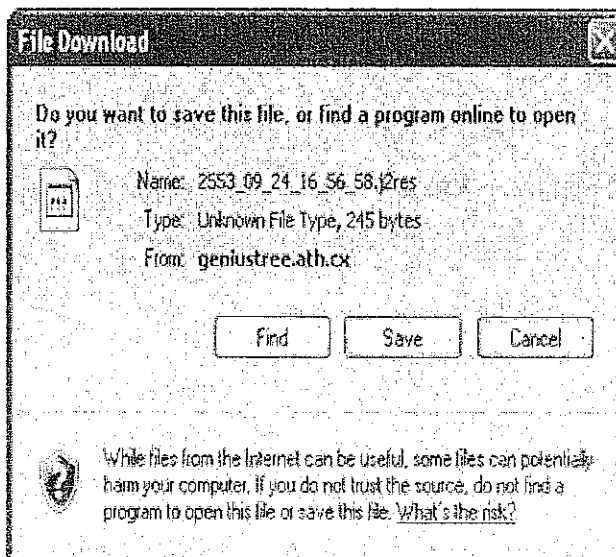 File Download
Do you want to save this file, or find a program online to open
it?
Name: 2553_09_24_16_56_58.j2res
Type: Unknown File Type, 245 bytes
From: geniustree.ath.cx
Find Save Cancel
While files from the Internet can be useful, some files can potentially
harm your computer. If you do not trust the source, do not find a
program to open this file or save this file. What's the risk?